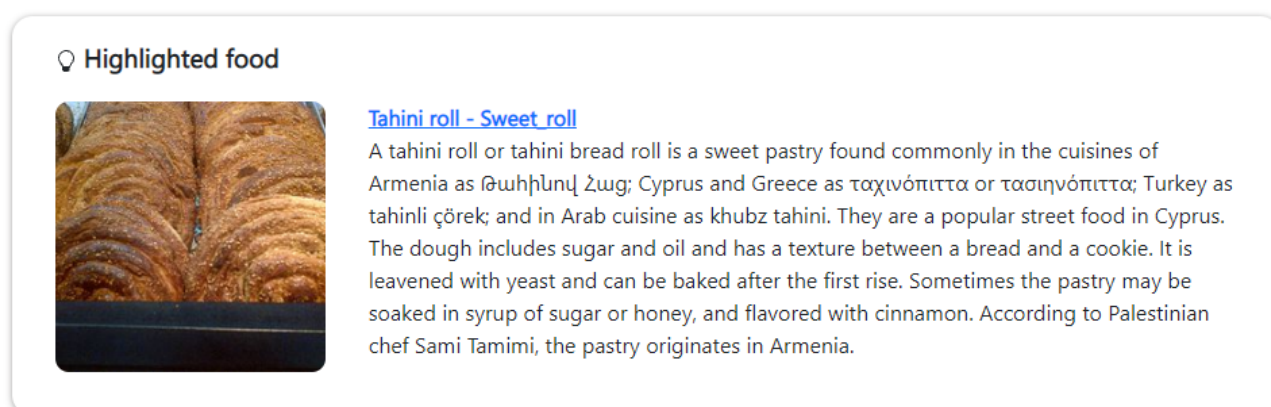 Highlighted food
Tahini roll - Sweet_roll
A tahini roll or tahini bread roll is a sweet pastry found commonly in the cuisines of
Armenia as Թահինով Հաց; Cyprus and Greece as ταχινόπιττα or τασιηνόπιττα; Turkey as
tahinli çörek; and in Arab cuisine as khubz tahini. They are a popular street food in Cyprus.
The dough includes sugar and oil and has a texture between a bread and a cookie. It is
leavened with yeast and can be baked after the first rise. Sometimes the pastry may be
soaked in syrup of sugar or honey, and flavored with cinnamon. According to Palestinian
chef Sami Tamimi, the pastry originates in Armenia.